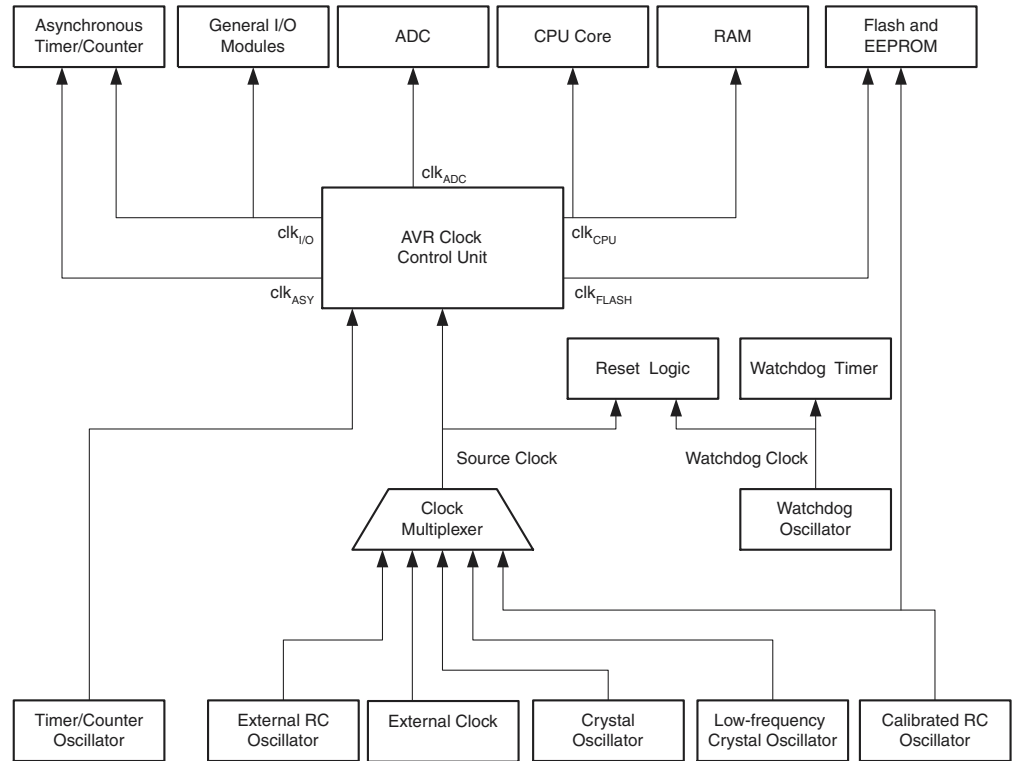 Asynchronous
Timer/Counter
General I/O
Modules
ADC
CPU Core
RAM
Flash and
EEPROM
clkADC
clkI/O
AVR Clock
Control Unit
clkCPU
clkASY
clkFLASH
Reset Logic
Watchdog Timer
Source Clock
Watchdog Clock
Clock
Multiplexer
Watchdog
Oscillator
Timer/Counter
Oscillator
External RC
Oscillator
External Clock
Crystal
Oscillator
Low-frequency
Crystal Oscillator
Calibrated RC
Oscillator